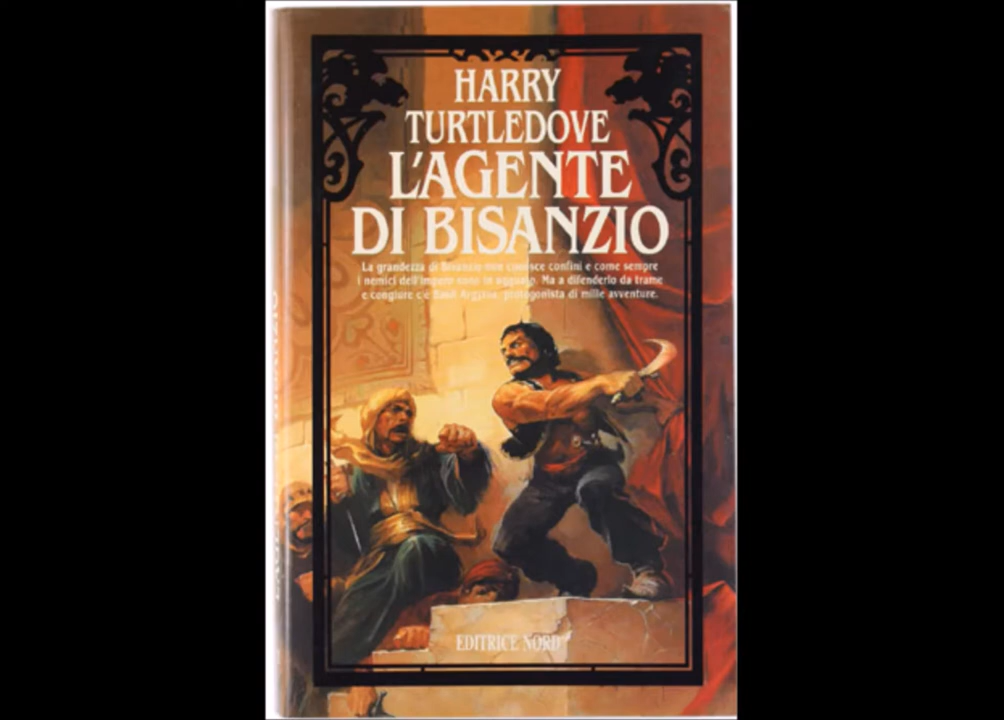 HARRY
TURTLEDOVE
L'AGENTE
DI BISANZIO
La grandezza di Bisanzio non conosce confini e come sempre
i nemici dell'impero sono in agguato. Ma a difenderlo da trame
e congiure c'è Basil Argyros, protagonista di mille avventure.
EDITRICE NORD